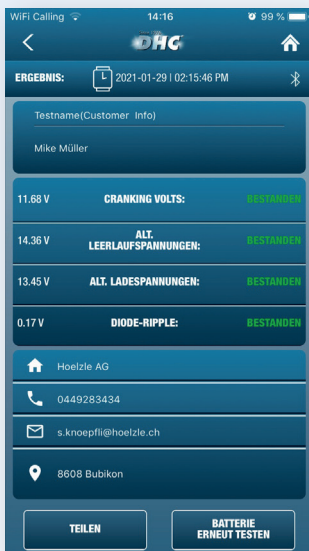 WiFi Calling 14:16 99 %
DHC
ERGEBNIS: 2021-01-29 | 02:15:46 PM
Testname(Customer Info)
Mike Müller
11.68 V CRANKING VOLTS: BESTANDEN
14.36 V ALT. LEERLAUFSPANNUNGEN: BESTANDEN
13.45 V ALT. LADESPANNUNGEN: BESTANDEN
0.17 V DIODE-RIPPLE: BESTANDEN
Hoelzle AG
0449283434
s.knoepfli@hoelzle.ch
8608 Bubikon
TEILEN
BATTERIE
ERNEUT TESTEN